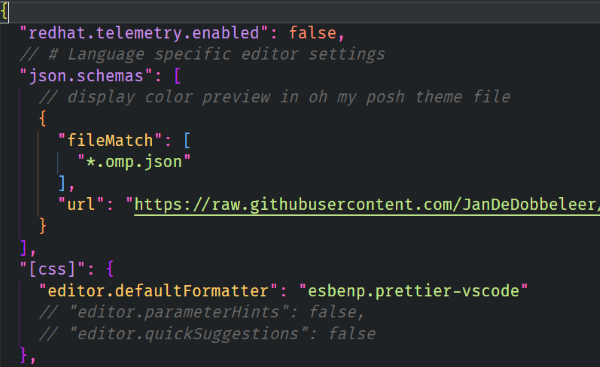 {
"redhat.telemetry.enabled": false,
// # Language specific editor settings
"json.schemas": [
// display color preview in oh my posh theme file
{
"fileMatch": [
"*.omp.json"
],
"url": "https://raw.githubusercontent.com/JanDeDobbeleer/
}
],
"[css]": {
"editor.defaultFormatter": "esbenp.prettier-vscode"
// "editor.parameterHints": false,
// "editor.quickSuggestions": false
},